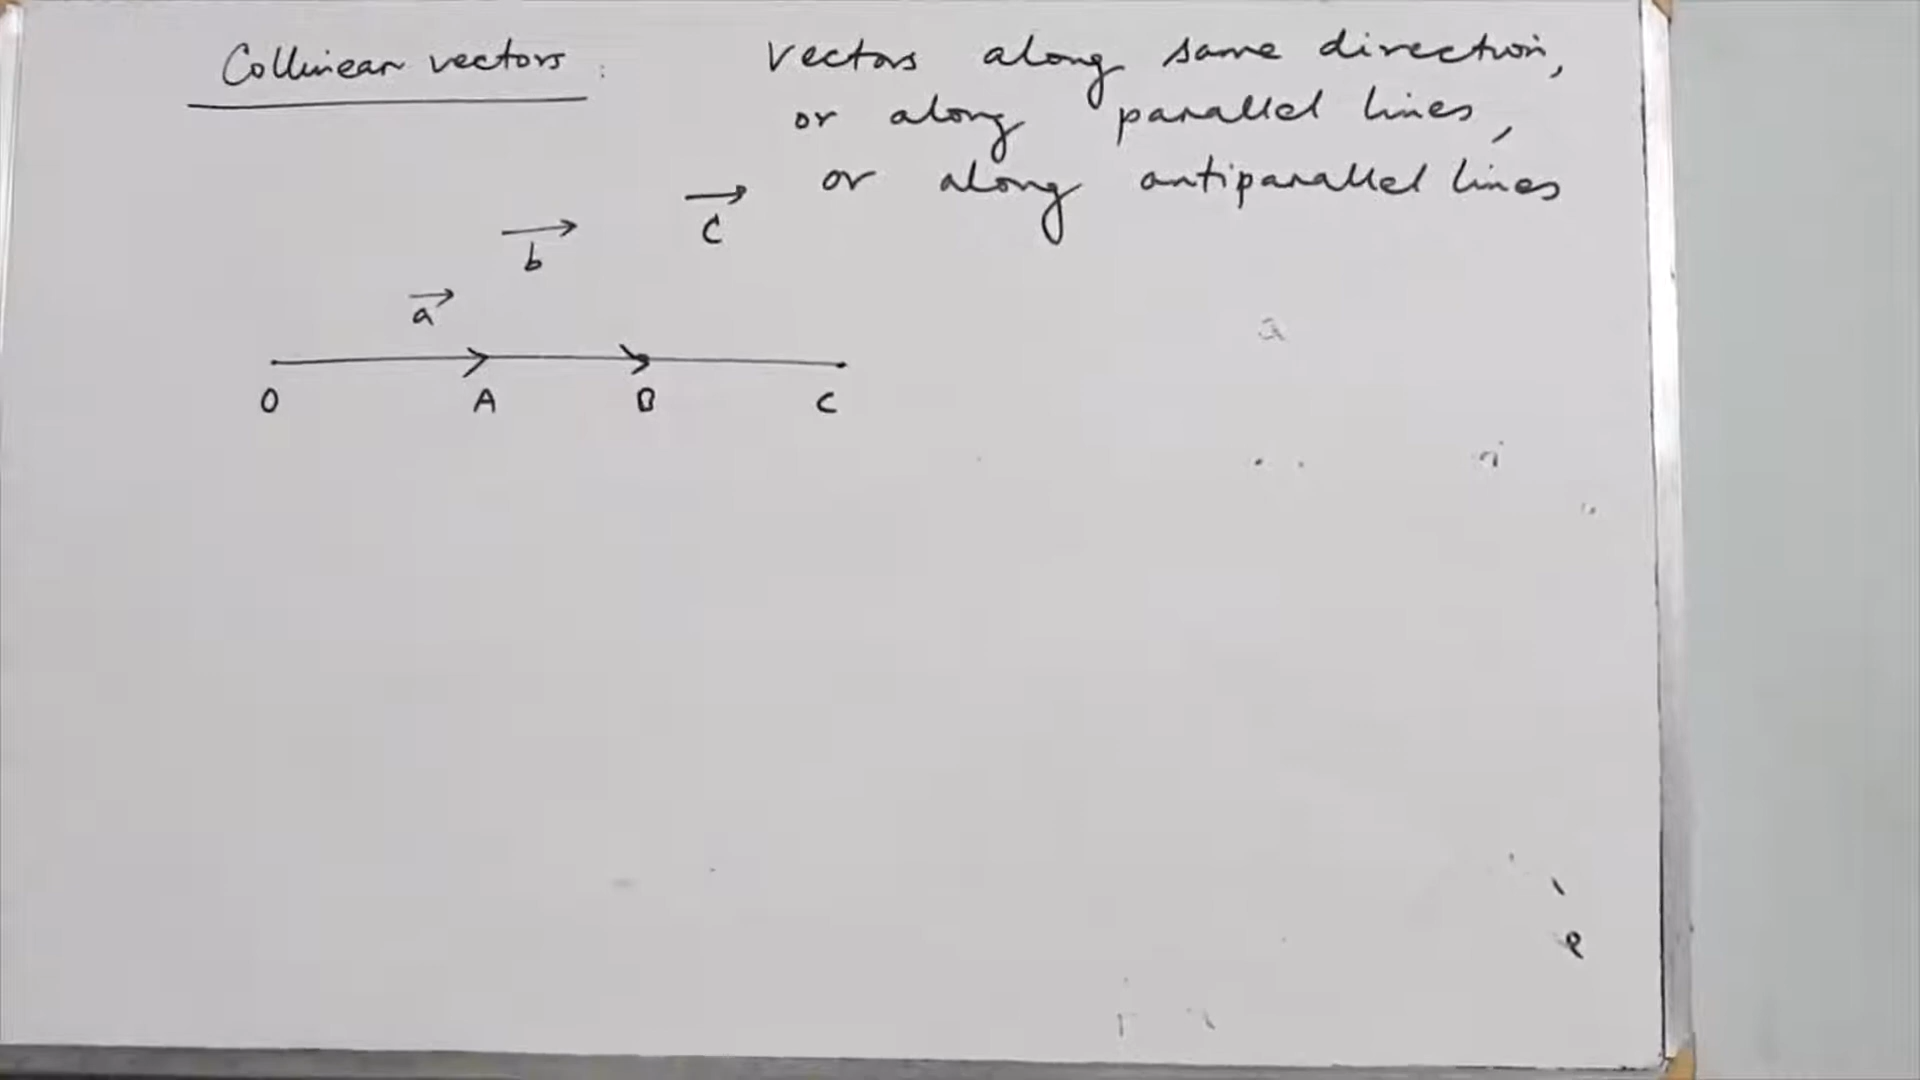 Collinear vectors :
vectors along same direction,
or along parallel lines,
or along antiparallel lines
a
b
c
O A B C